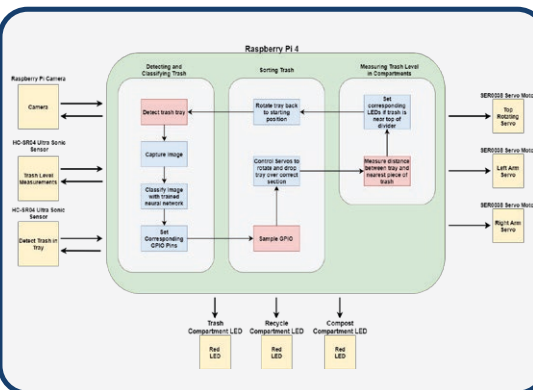 Raspberry Pi 4
Detecting and
Classifying Trash
Sorting Trash
Measuring Trash Level
in Compartments
Raspberry Pi Camera
Camera
HC-SR04 Ultra Sonic
Sensor
Trash Level
Measurements
HC-SR04 Ultra Sonic
Sensor
Detect Trash in
Tray
Detect trash tray
Capture image
Classify image
with trained
neural network
Set
Corresponding
GPIO Pins
Rotate tray back
to starting
position
Control Servos to
rotate and drop
tray over correct
section
Sample GPIO
Set
corresponding
LEDs if trash is
near top of
divider
Measure distance
between tray and
nearest piece of
trash
SER0038 Servo Motor
Top
Rotating
Servo
SER0038 Servo Motor
Left Arm
Servo
SER0038 Servo Motor
Right Arm
Servo
Trash
Compartment LED
Red
LED
Recycle
Compartment LED
Red
LED
Compost
Compartment LED
Red
LED